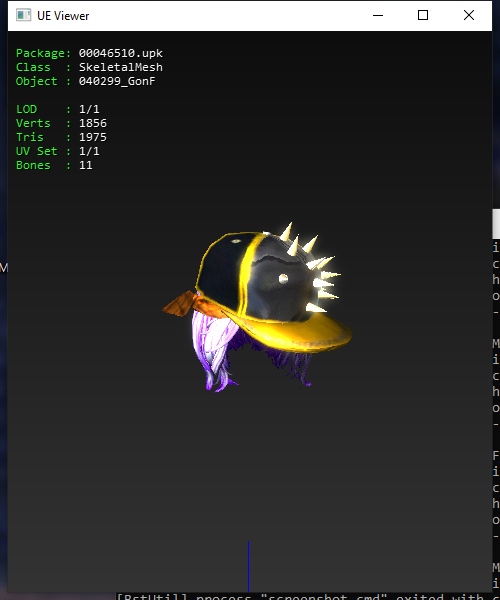 UE Viewer
Package: 00046510.upk
Class : SkeletalMesh
Object : 040299_GonF
LOD : 1/1
Verts : 1856
Tris : 1975
UV Set : 1/1
Bones : 11
M
i
c
h
o
-
M
i
c
h
o
-
F
i
c
h
o
-
M
i
[BstUtil] process "screenshot.cmd" exited with c